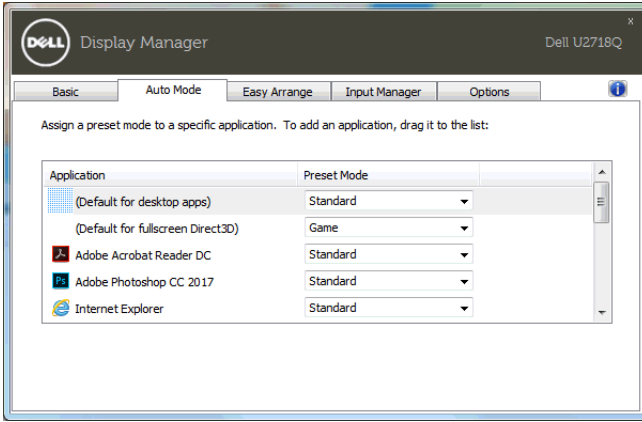 x
DELL Display Manager Dell U2718Q
Basic Auto Mode Easy Arrange Input Manager Options i
Assign a preset mode to a specific application. To add an application, drag it to the list:
Application Preset Mode
(Default for desktop apps) Standard
(Default for fullscreen Direct3D) Game
Adobe Acrobat Reader DC Standard
Ps Adobe Photoshop CC 2017 Standard
Internet Explorer Standard